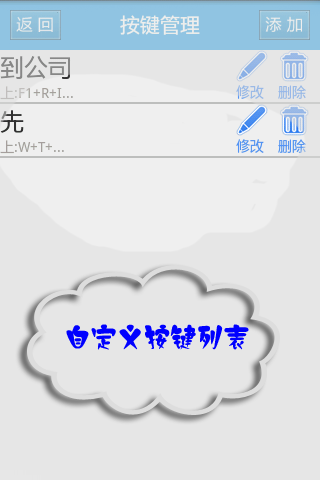 返 回 按键管理 添 加
到公司
上:F1+R+I... 修改 删除
先
上:W+T+... 修改 删除
自定义按键列表